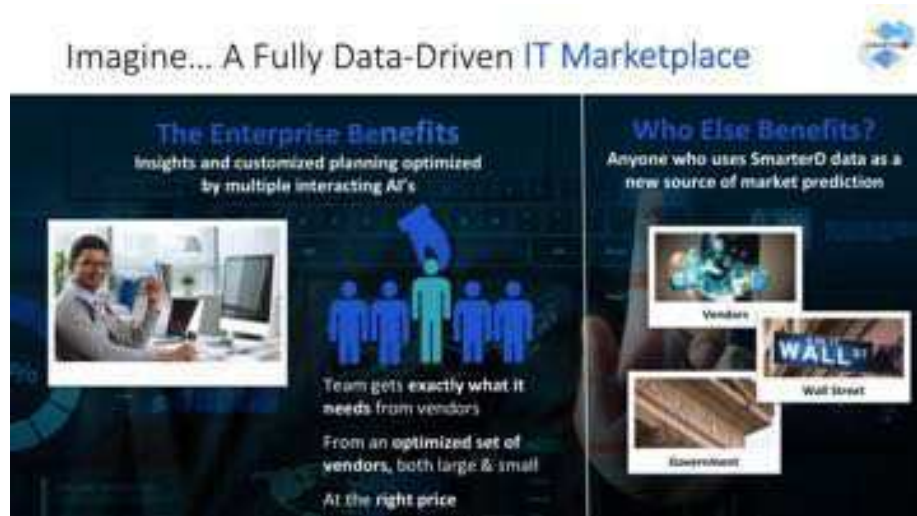 Imagine... A Fully Data-Driven IT Marketplace
The Enterprise Benefits
Insights and customized planning optimized
by multiple interacting AI's
Team gets exactly what it
needs from vendors
From an optimized set of
vendors, both large & small
At the right price
Who Else Benefits?
Anyone who uses SmarterD data as a
new source of market prediction
Vendors
WALL ST
Wall Street
Government